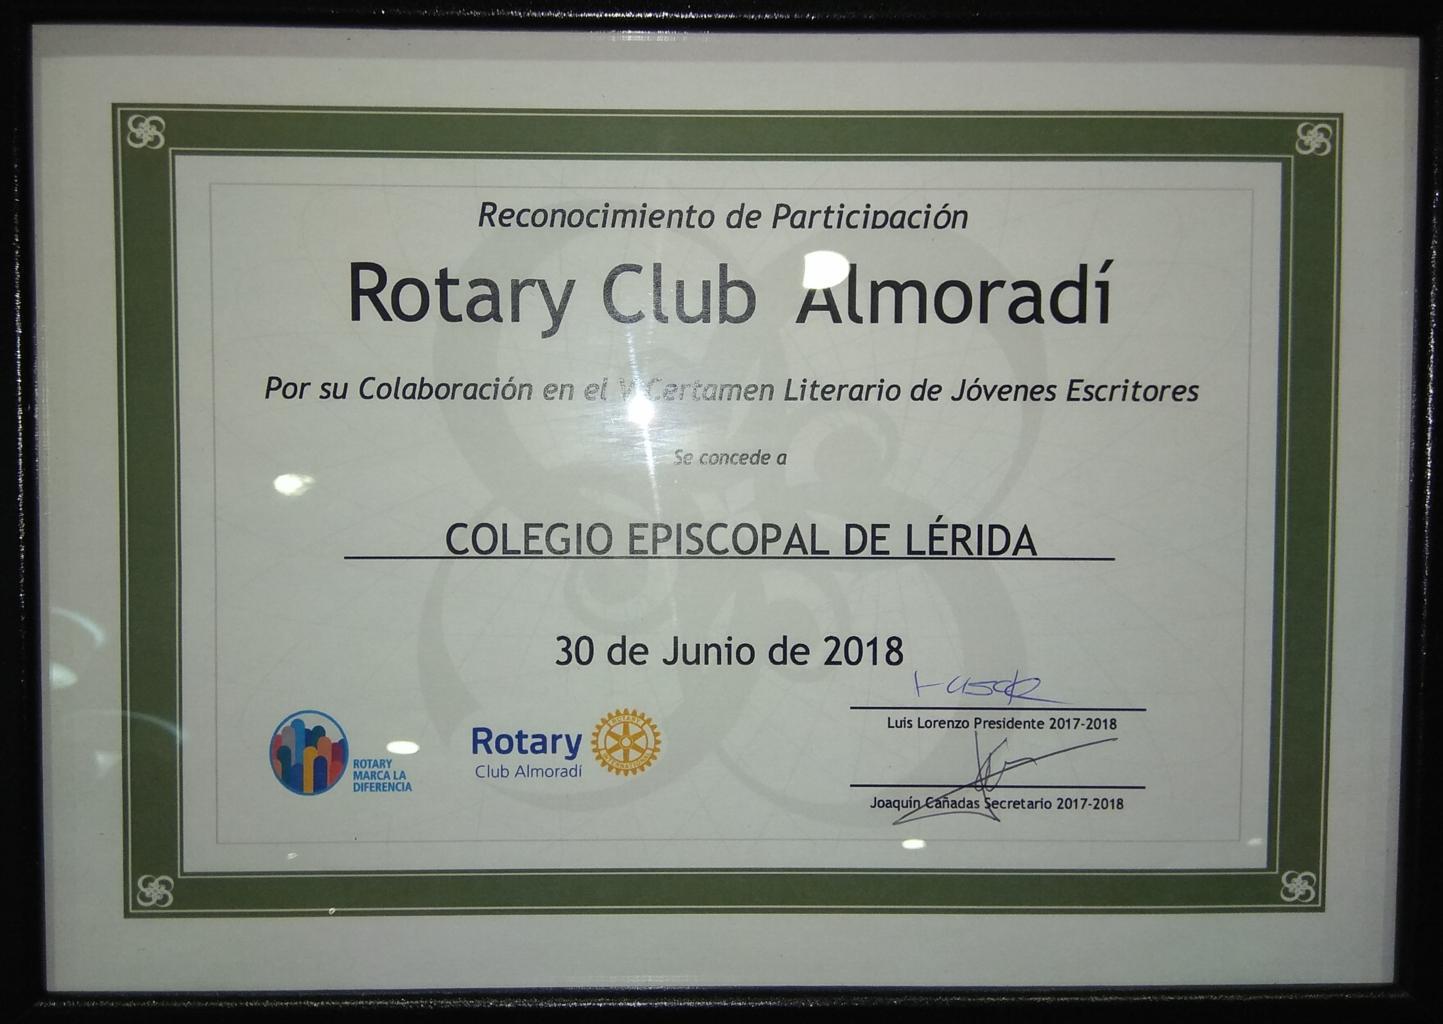 Reconocimiento de Participación
Rotary Club Almoradí
Por su Colaboración en el V Certamen Literario de Jóvenes Escritores
Se concede a
COLEGIO EPISCOPAL DE LÉRIDA
30 de Junio de 2018
Luis Lorenzo Presidente 2017-2018
Joaquín Cañadas Secretario 2017-2018
ROTARY
MARCA LA
DIFERENCIA
Rotary
Club Almoradí
ROTARY
INTERNATIONAL